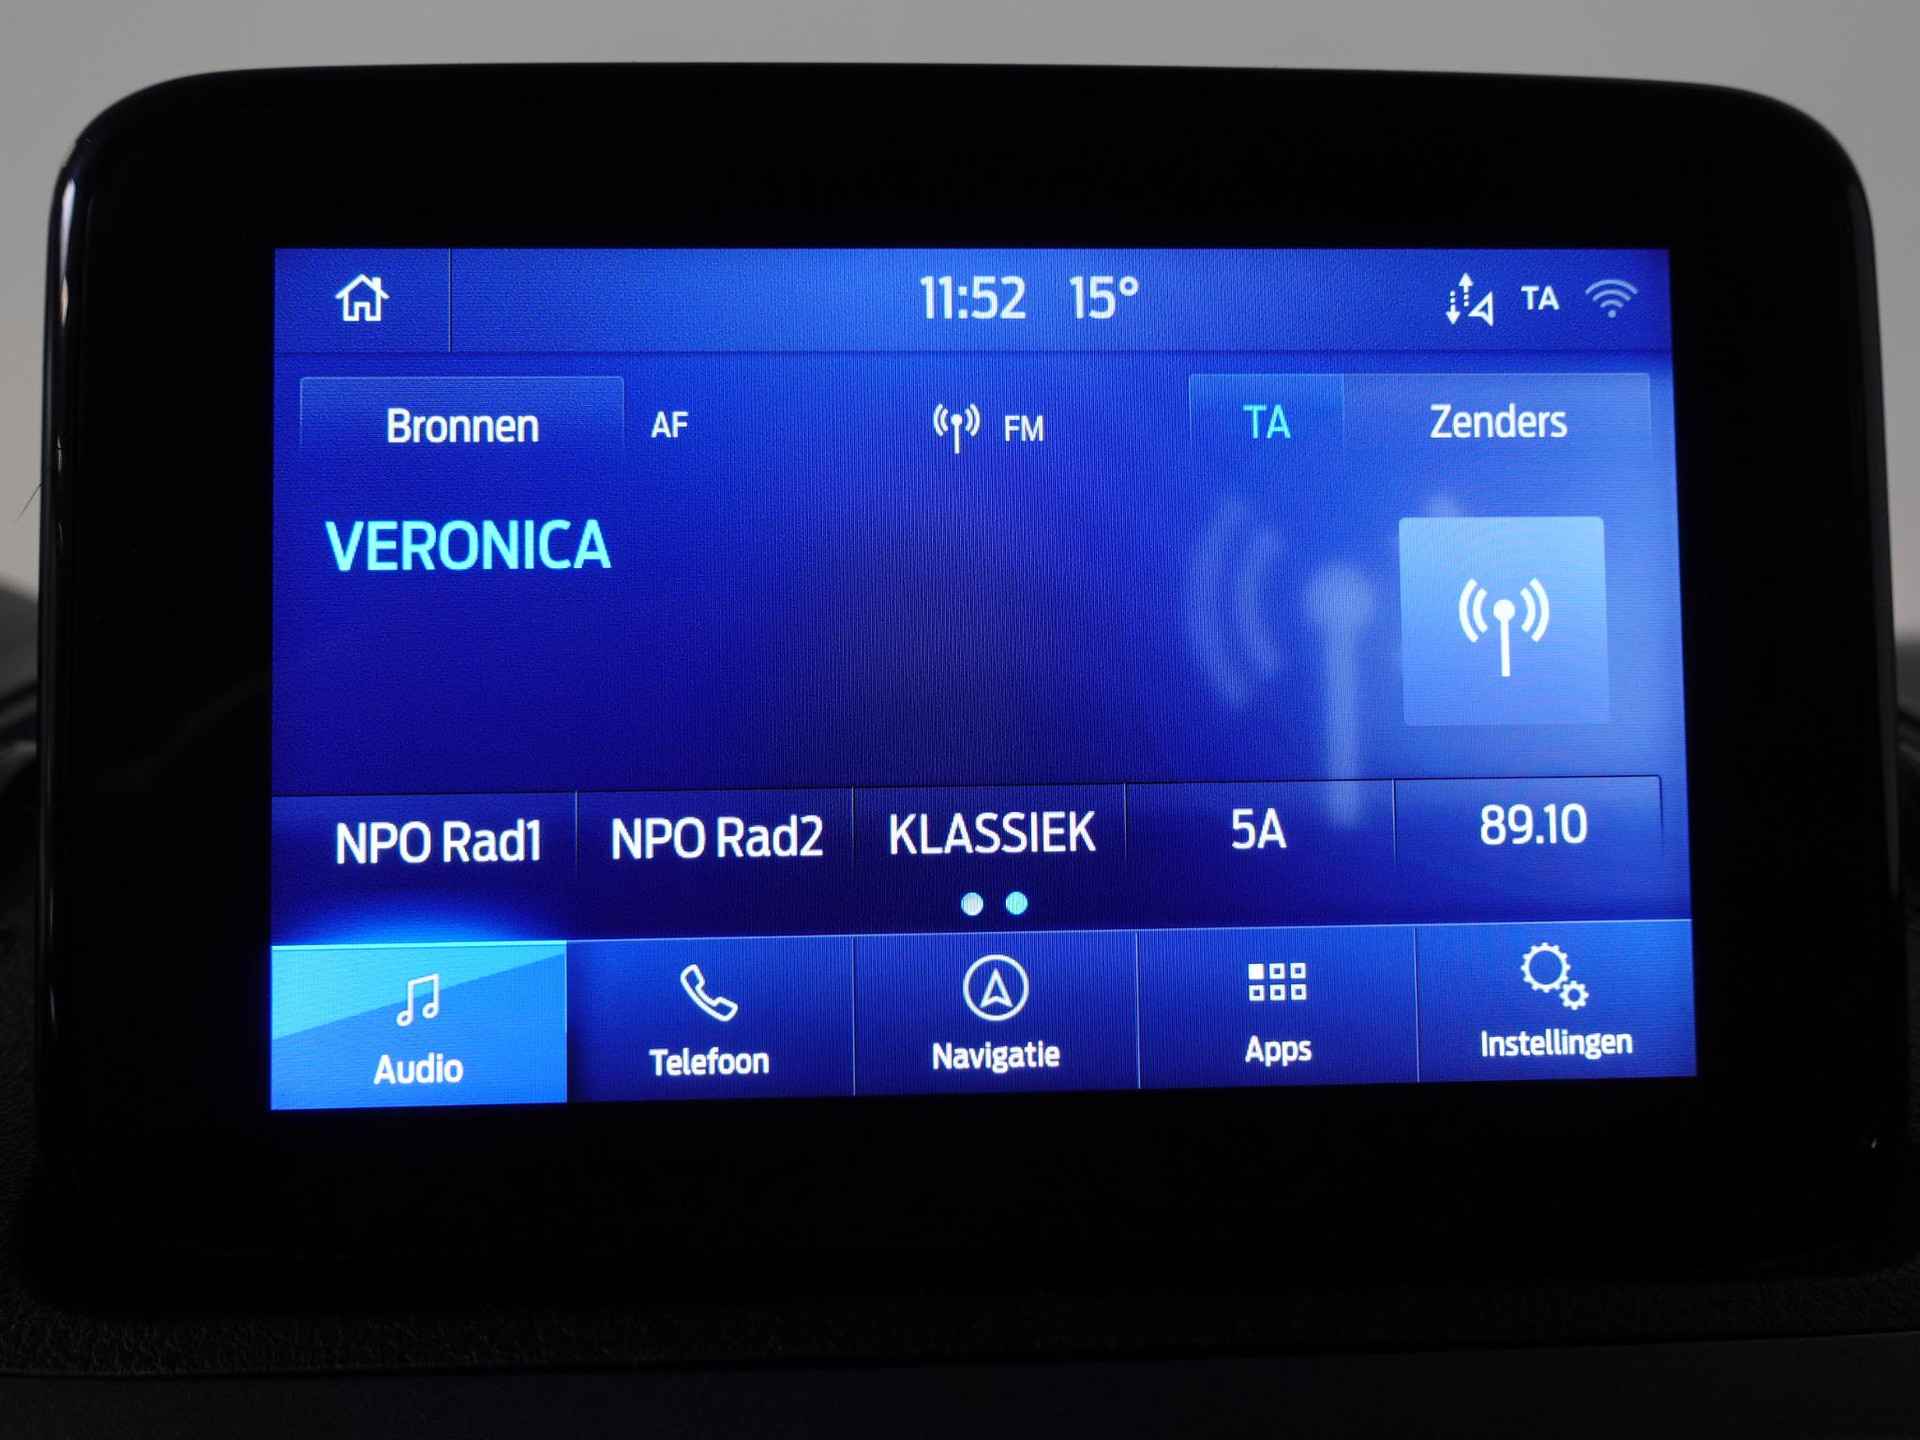 11:52 15° TA
Bronnen AF FM TA Zenders
VERONICA
NPO Rad1 NPO Rad2 KLASSIEK 5A 89.10
Audio Telefoon Navigatie Apps Instellingen